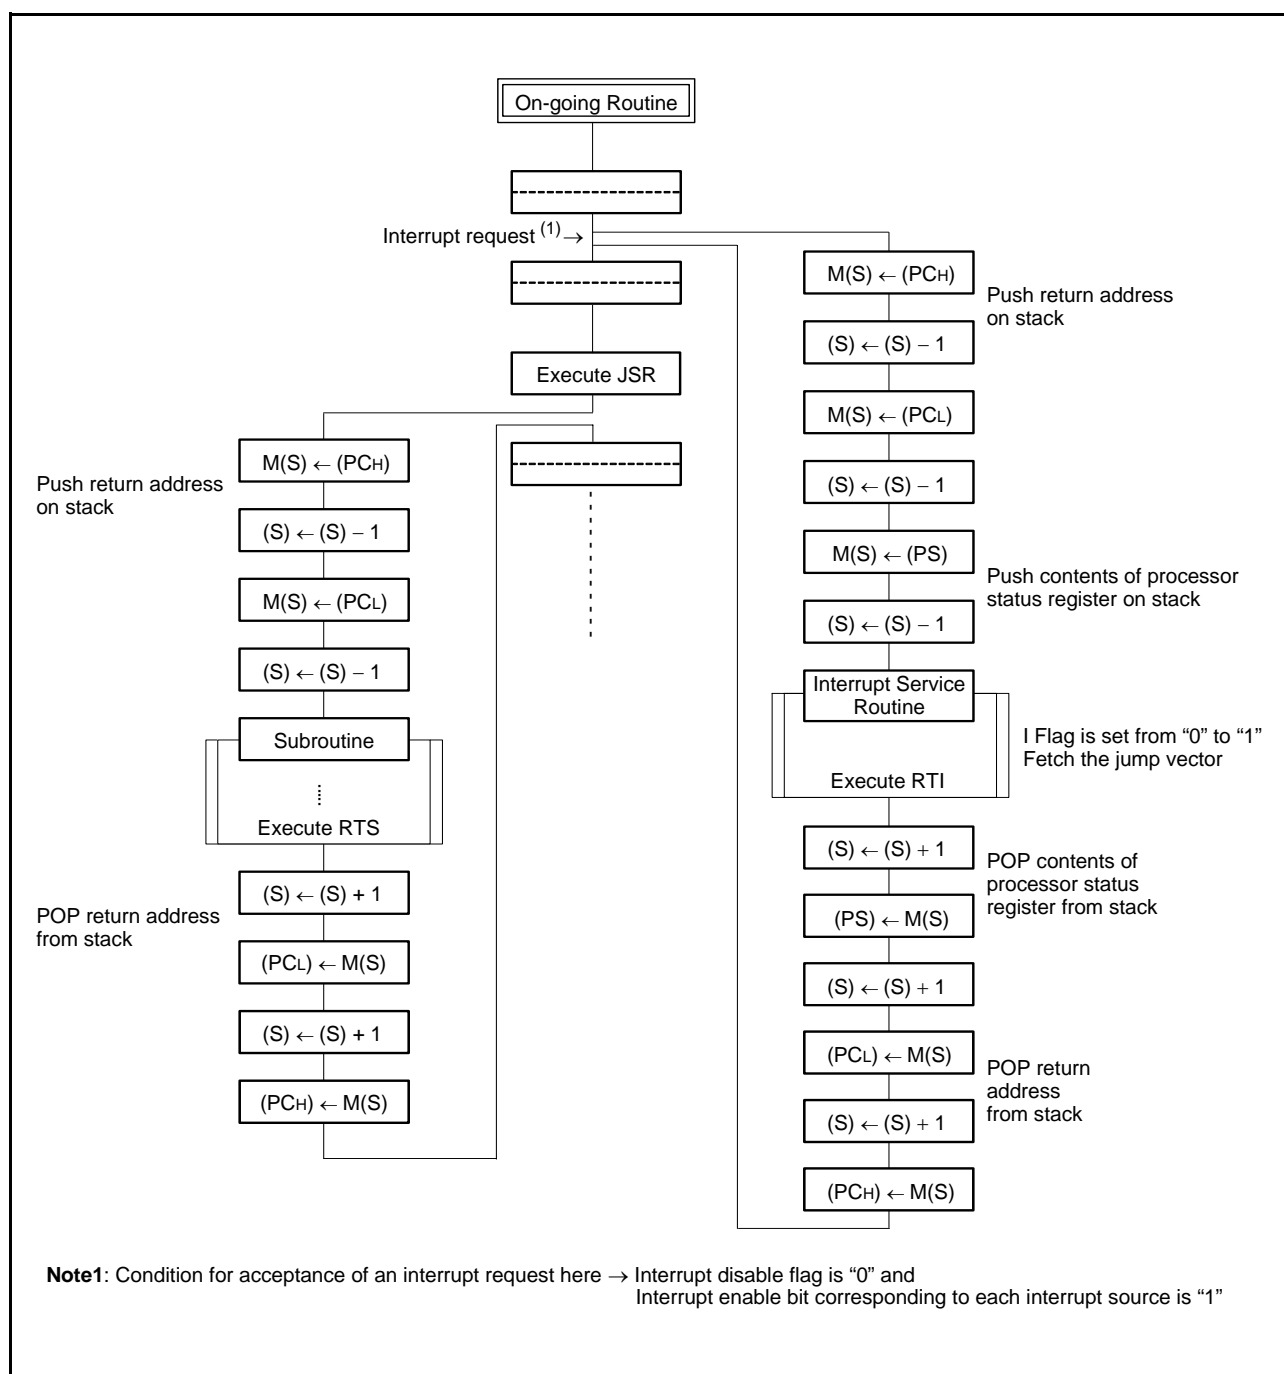 On-going Routine
Interrupt request (1) →
Execute JSR
M(S) ← (PCH)
(S) ← (S) − 1
M(S) ← (PCL)
(S) ← (S) − 1
Subroutine
Execute RTS
(S) ← (S) + 1
(PCL) ← M(S)
(S) ← (S) + 1
(PCH) ← M(S)
Push return address
on stack
POP return address
from stack
M(S) ← (PCH)
(S) ← (S) − 1
M(S) ← (PCL)
(S) ← (S) − 1
M(S) ← (PS)
(S) ← (S) − 1
Interrupt Service
Routine
Execute RTI
(S) ← (S) + 1
(PS) ← M(S)
(S) ← (S) + 1
(PCL) ← M(S)
(S) ← (S) + 1
(PCH) ← M(S)
Push return address
on stack
Push contents of processor
status register on stack
I Flag is set from “0” to “1”
Fetch the jump vector
POP contents of
processor status
register from stack
POP return
address
from stack
Note1: Condition for acceptance of an interrupt request here → Interrupt disable flag is “0” and
Interrupt enable bit corresponding to each interrupt source is “1”